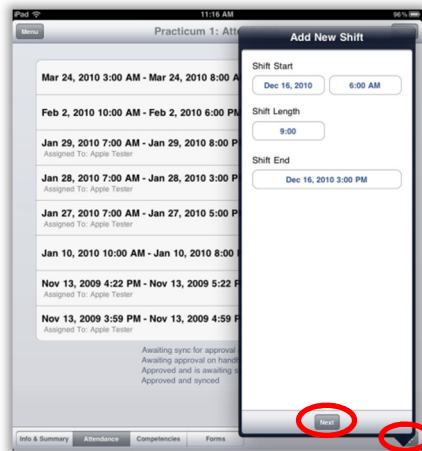 iPad
11:16 AM
96%
Menu
Practicum 1: Atte
Add New Shift
Shift Start
Dec 16, 2010
6:00 AM
Shift Length
9:00
Shift End
Dec 16, 2010 3:00 PM
Mar 24, 2010 3:00 AM - Mar 24, 2010 8:00 A
Feb 2, 2010 10:00 AM - Feb 2, 2010 6:00 PM
Jan 29, 2010 7:00 AM - Jan 29, 2010 8:00 P
Assigned To: Apple Tester
Jan 28, 2010 7:00 AM - Jan 28, 2010 3:00 P
Assigned To: Apple Tester
Jan 27, 2010 7:00 AM - Jan 27, 2010 5:00 P
Assigned To: Apple Tester
Jan 10, 2010 10:00 AM - Jan 10, 2010 8:00
Nov 13, 2009 4:22 PM - Nov 13, 2009 5:22 P
Assigned To: Apple Tester
Nov 13, 2009 3:59 PM - Nov 13, 2009 4:59 P
Assigned To: Apple Tester
Awaiting sync for approval
Awaiting approval on handh
Approved and is awaiting s
Approved and synced
Next
Info & Summary
Attendance
Competencies
Forms